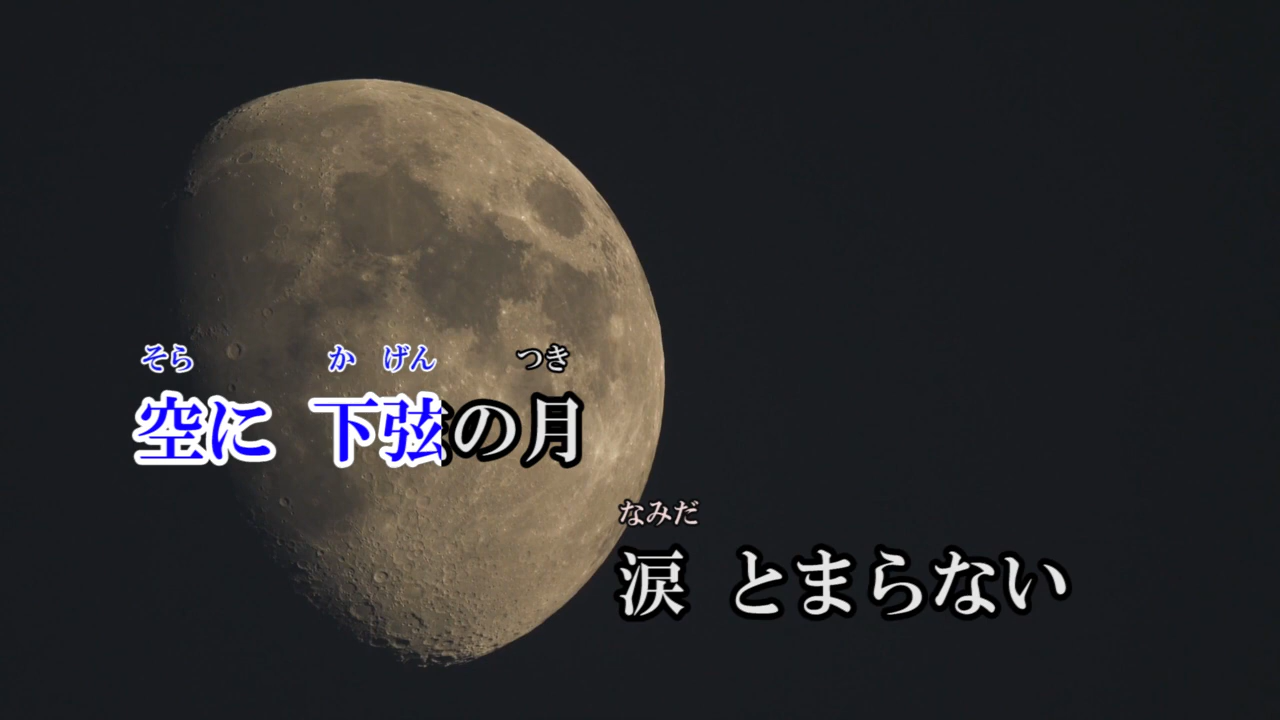 そら か げん つき
空に 下弦の月
なみだ
涙 とまらない